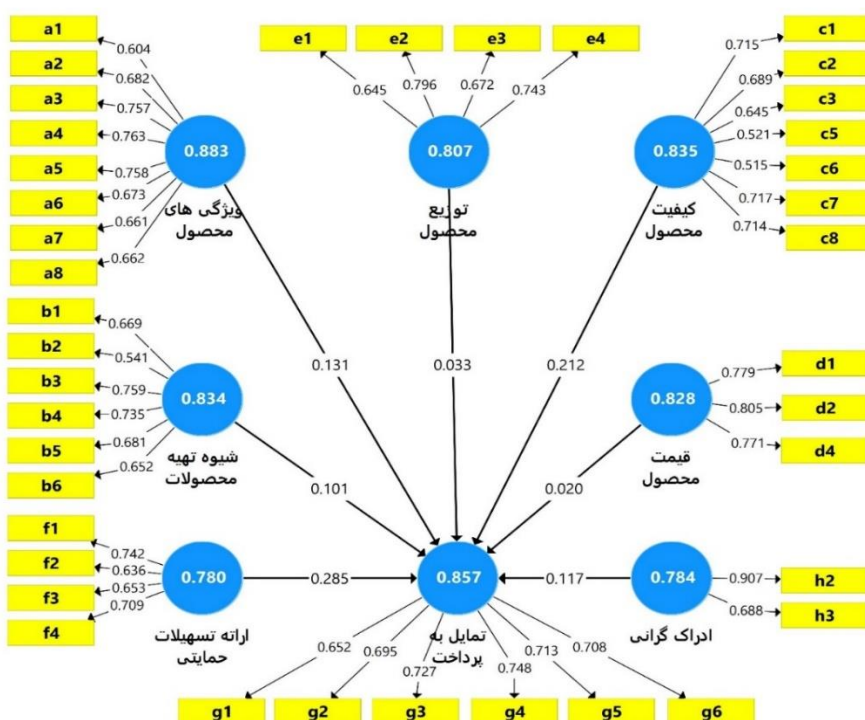 a1
a2
a3
a4
a5
a6
a7
a8
0.604
0.682
0.757
0.763
0.758
0.673
0.661
0.662
0.883
ویژگی های
محصول
e1
e2
e3
e4
0.645
0.796
0.672
0.743
0.807
توزیع
محصول
c1
c2
c3
c5
c6
c7
c8
0.715
0.689
0.645
0.521
0.515
0.717
0.714
0.835
کیفیت
محصول
0.131
0.033
0.212
b1
b2
b3
b4
b5
b6
0.669
0.541
0.759
0.735
0.681
0.652
0.834
شیوه تهیه
محصولات
0.101
d1
d2
d4
0.779
0.805
0.771
0.828
قیمت
محصول
0.020
f1
f2
f3
f4
0.742
0.636
0.653
0.709
0.780
ارائه تسهیلات
حمایتی
0.285
0.857
تمایل به
پرداخت
0.117
0.784
ادراک گرانی
0.907
0.688
h2
h3
0.652
0.695
0.727
0.748
0.713
0.708
g1
g2
g3
g4
g5
g6